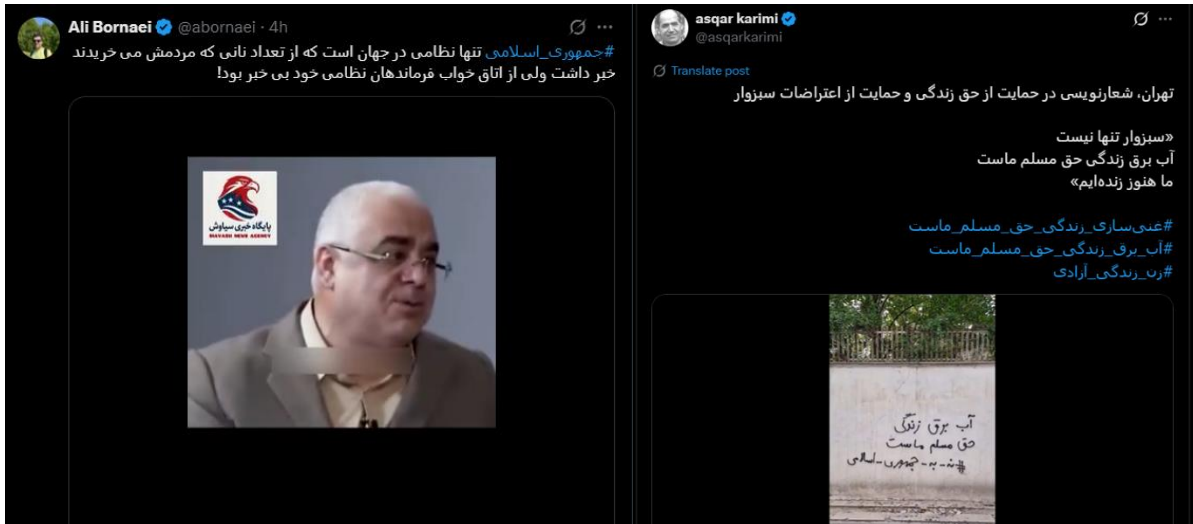 Ali Bornaei @abornaei · 4h
#جمهوری_اسلامی تنها نظامی در جهان است که از تعداد نانی که مردمش می خریدند
خبر داشت ولی از اتاق خواب فرماندهان نظامی خود بی خبر بود!
پایگاه خبری سیاوش
SIAVASH NEWS AGENCY
asqar karimi
@asqarkarimi
Translate post
تهران، شعارنویسی در حمایت از حق زندگی و حمایت از اعتراضات سبزوار
«سبزوار تنها نیست
آب برق زندگی حق مسلم ماست
ما هنوز زنده‌ایم»
#غنی‌سازی_زندگی_حق_مسلم_ماست
#آب_برق_زندگی_حق_مسلم_ماست
#زن_زندگی_آزادی
آب برق زندگی
حق مسلم ماست
#نه_به_جمهوری_اسلامی